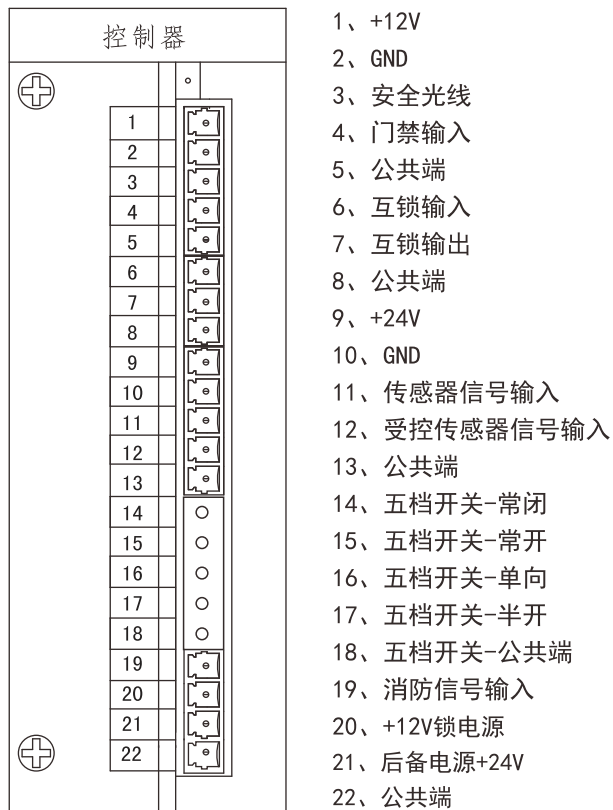 控制器
1
2
3
4
5
6
7
8
9
10
11
12
13
14
15
16
17
18
19
20
21
22
1、+12V
2、GND
3、安全光线
4、门禁输入
5、公共端
6、互锁输入
7、互锁输出
8、公共端
9、+24V
10、GND
11、传感器信号输入
12、受控传感器信号输入
13、公共端
14、五档开关-常闭
15、五档开关-常开
16、五档开关-单向
17、五档开关-半开
18、五档开关-公共端
19、消防信号输入
20、+12V锁电源
21、后备电源+24V
22、公共端